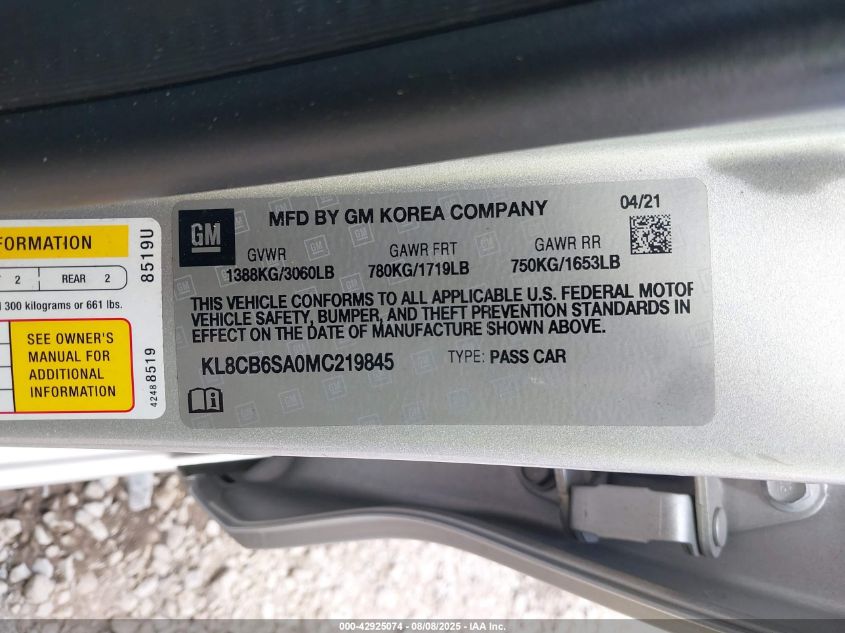 FORMATION
2 REAR 2
300 kilograms or 661 lbs.
SEE OWNER'S
MANUAL FOR
ADDITIONAL
INFORMATION
8519U
42488519
GM
MFD BY GM KOREA COMPANY
04/21
GVWR GAWR FRT GAWR RR
1388KG/3060LB 780KG/1719LB 750KG/1653LB
THIS VEHICLE CONFORMS TO ALL APPLICABLE U.S. FEDERAL MOTOR
VEHICLE SAFETY, BUMPER, AND THEFT PREVENTION STANDARDS IN
EFFECT ON THE DATE OF MANUFACTURE SHOWN ABOVE.
KL8CB6SA0MC219845 TYPE: PASS CAR
000-42925074 - 08/08/2025 - IAA Inc.